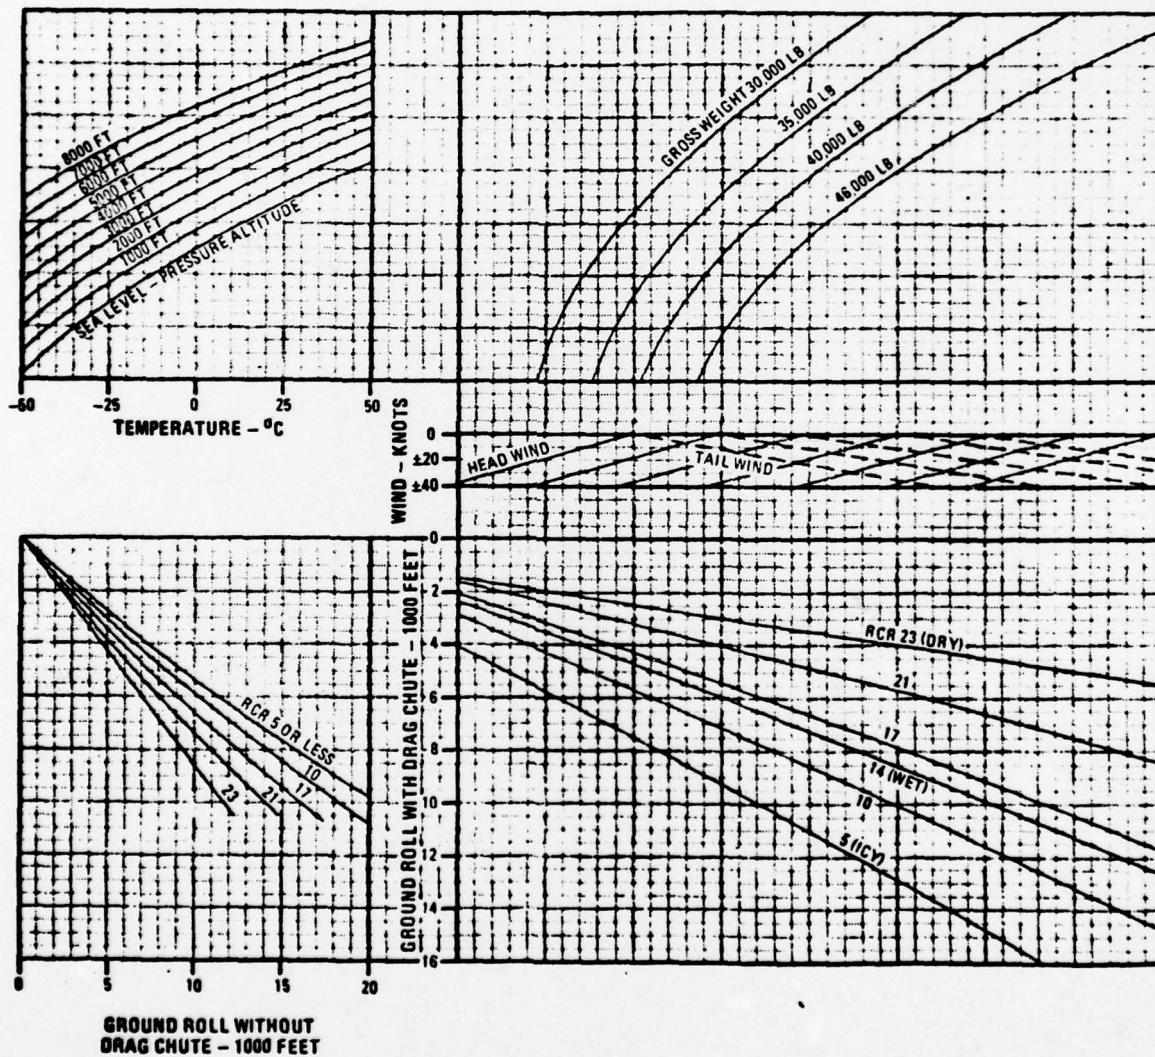 8000 FT
7000 FT
6000 FT
5000 FT
4000 FT
3000 FT
2000 FT
1000 FT
SEA LEVEL – PRESSURE ALTITUDE
-50
-25
0
25
50
TEMPERATURE – °C
GROSS WEIGHT 30,000 LB
35,000 LB
40,000 LB
46,000 LB
WIND – KNOTS
0
±20
±40
HEAD WIND
TAIL WIND
RCR 5 OR LESS
10
17
21
23
0
5
10
15
20
GROUND ROLL WITHOUT
DRAG CHUTE – 1000 FEET
GROUND ROLL WITH DRAG CHUTE – 1000 FEET
0
2
4
6
8
10
12
14
16
RCR 23 (DRY)
21
17
14 (WET)
10
5 (ICY)